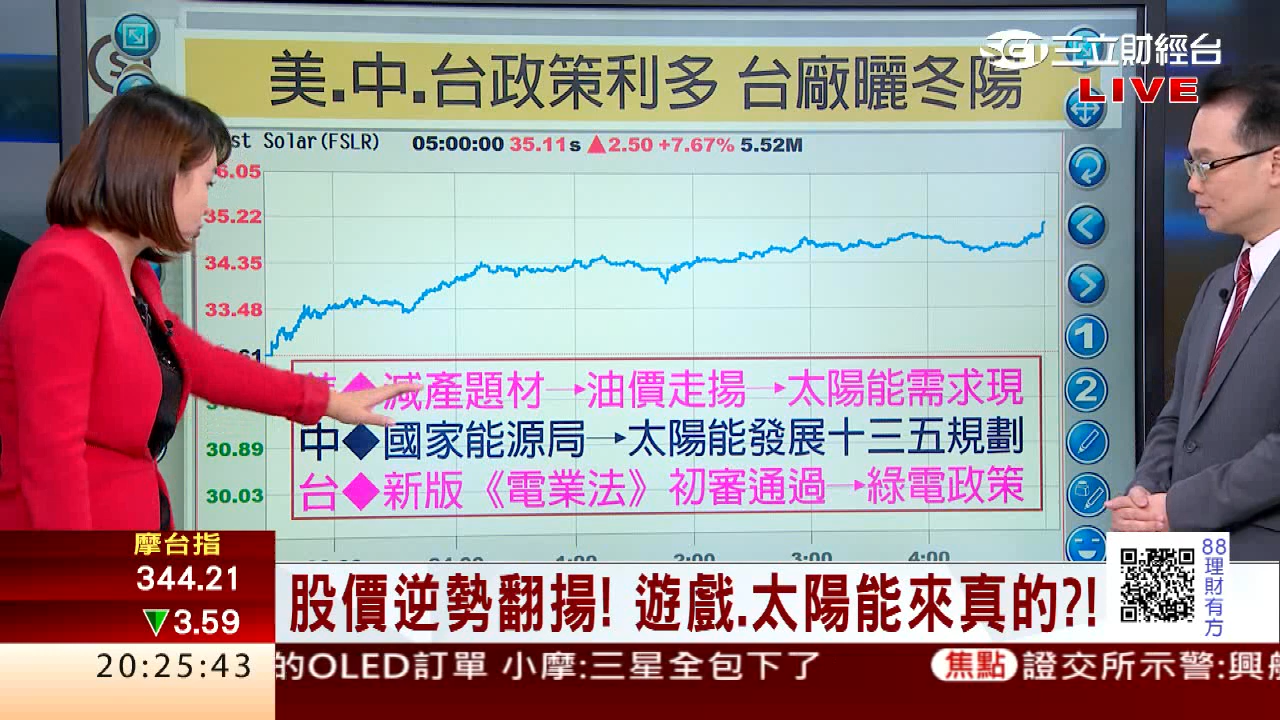 美.中.台政策利多 台廠曬冬陽
三立財經台
LIVE
st Solar(FSLR) 05:00:00 35.11s ▲2.50 +7.67% 5.52M
35.22
34.35
33.48
◆減產題材→油價走揚→太陽能需求現
中◆國家能源局→太陽能發展十三五規劃
30.89
台◆新版《電業法》初審通過→綠電政策
30.03
1
2
1:00 2:00 3:00 4:00
摩台指
344.21
▼3.59
20:25:43
股價逆勢翻揚! 遊戲.太陽能來真的?!
88理財有方
的OLED訂單 小摩:三星全包下了 焦點 證交所示警:興航